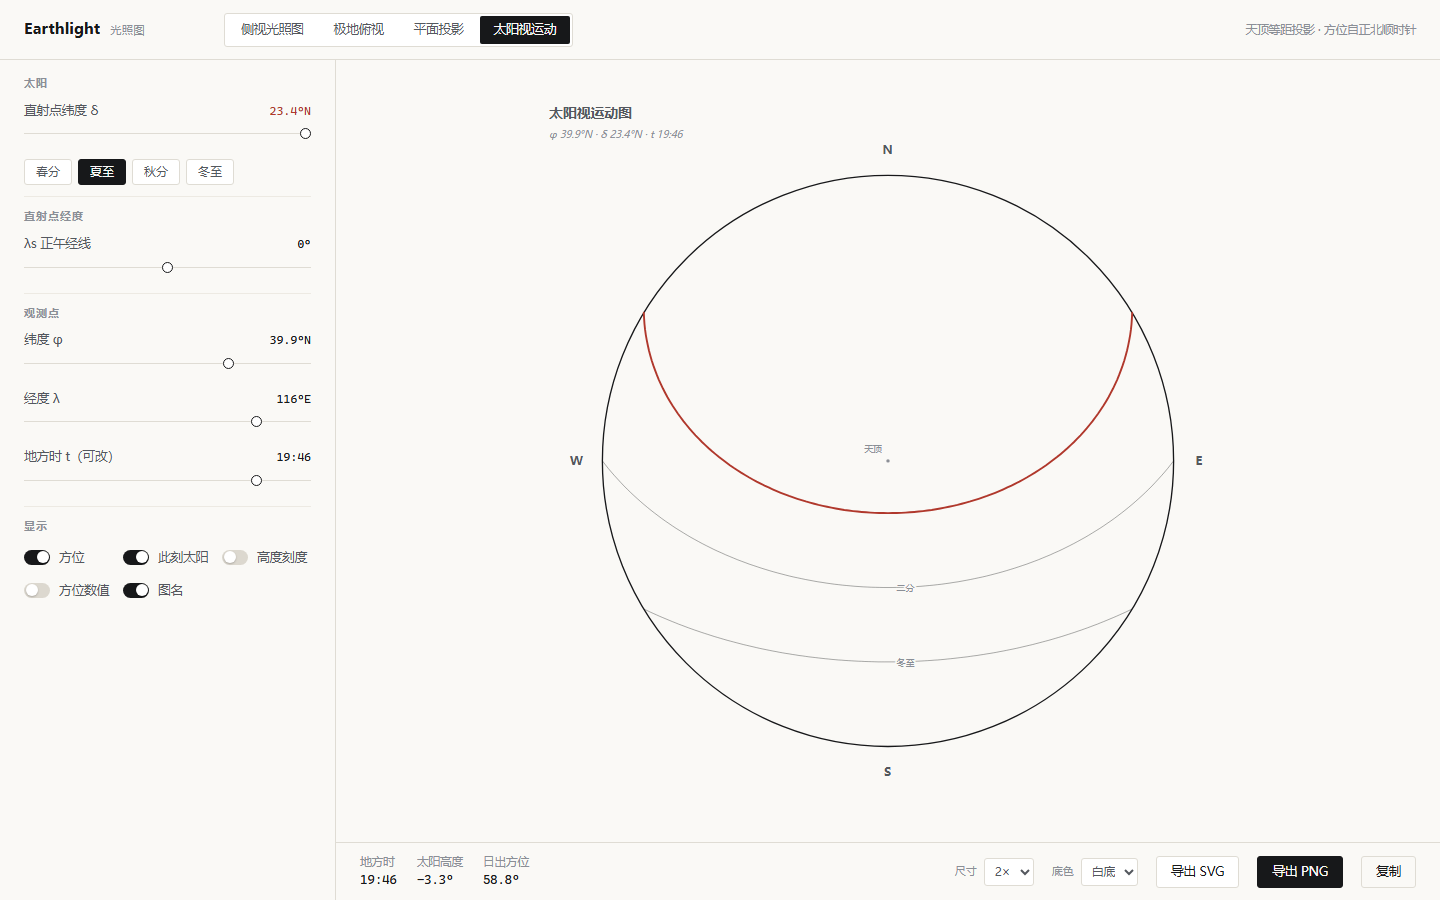 Earthlight 光照图
侧视光照图 极地俯视 平面投影 太阳视运动
天顶等距投影 · 方位自正北顺时针
太阳
直射点纬度 δ 23.4°N
春分 夏至 秋分 冬至
直射点经度
λs 正午经线 0°
观测点
纬度 φ 39.9°N
经度 λ 116°E
地方时 t（可改） 19:46
显示
方位 此刻太阳 高度刻度
方位数值 图名
太阳视运动图
φ 39.9°N · δ 23.4°N · t 19:46
N
天顶
W
E
二分
冬至
S
地方时 太阳高度 日出方位
19:46 −3.3° 58.8°
尺寸 2× 底色 白底 导出 SVG 导出 PNG 复制